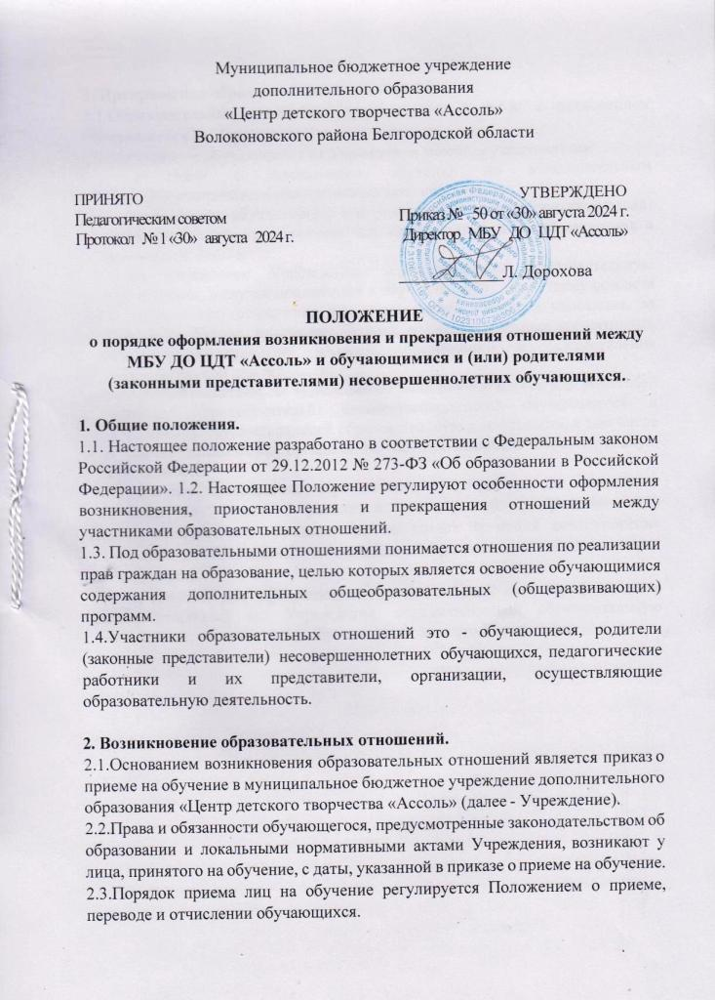 Муниципальное бюджетное учреждение
дополнительного образования
«Центр детского творчества «Ассоль»
Волоконовского района Белгородской области
ПРИНЯТО
Педагогическим советом
Протокол № 1 «30» августа 2024 г.
УТВЕРЖДЕНО
Приказ № 50 от «30» августа 2024 г.
Директор МБУ ДО ЦДТ «Ассоль»
Л. Дорохова
ПОЛОЖЕНИЕ
о порядке оформления возникновения и прекращения отношений между
МБУ ДО ЦДТ «Ассоль» и обучающимися и (или) родителями
(законными представителями) несовершеннолетних обучающихся.
1. Общие положения.
1.1. Настоящее положение разработано в соответствии с Федеральным законом
Российской Федерации от 29.12.2012 № 273-ФЗ «Об образовании в Российской
Федерации». 1.2. Настоящее Положение регулируют особенности оформления
возникновения, приостановления и прекращения отношений между
участниками образовательных отношений.
1.3. Под образовательными отношениями понимается отношения по реализации
прав граждан на образование, целью которых является освоение обучающимися
содержания дополнительных общеобразовательных (общеразвивающих)
программ.
1.4.Участники образовательных отношений это - обучающиеся, родители
(законные представители) несовершеннолетних обучающихся, педагогические
работники и их представители, организации, осуществляющие
образовательную деятельность.
2. Возникновение образовательных отношений.
2.1.Основанием возникновения образовательных отношений является приказ о
приеме на обучение в муниципальное бюджетное учреждение дополнительного
образования «Центр детского творчества «Ассоль» (далее - Учреждение).
2.2.Права и обязанности обучающегося, предусмотренные законодательством об
образовании и локальными нормативными актами Учреждения, возникают у
лица, принятого на обучение, с даты, указанной в приказе о приеме на обучение.
2.3.Порядок приема лиц на обучение регулируется Положением о приеме,
переводе и отчислении обучающихся.